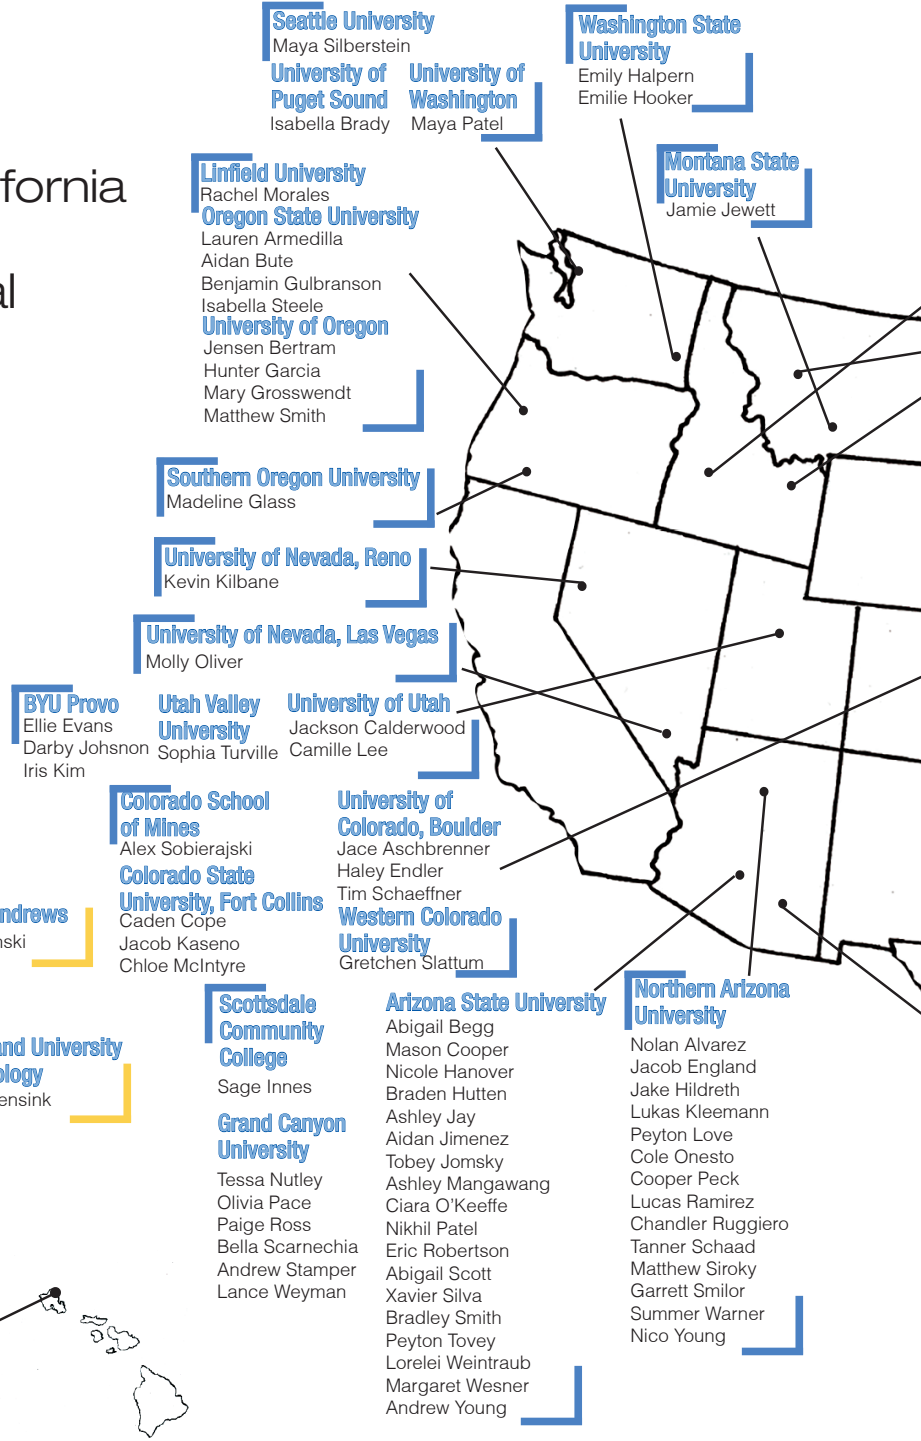 Seattle University
Maya Silberstein
University of
Puget Sound
Isabella Brady
University of
Washington
Maya Patel
Washington State
University
Emily Halpern
Emilie Hooker
Montana State
University
Jamie Jewett
fornia
al
Linfield University
Rachel Morales
Oregon State University
Lauren Armedilla
Aidan Bute
Benjamin Gulbranson
Isabella Steele
University of Oregon
Jensen Bertram
Hunter Garcia
Mary Grosswendt
Matthew Smith
Southern Oregon University
Madeline Glass
University of Nevada, Reno
Kevin Kilbane
University of Nevada, Las Vegas
Molly Oliver
BYU Provo
Ellie Evans
Darby Johsnon
Iris Kim
Utah Valley
University
Sophia Turville
University of Utah
Jackson Calderwood
Camille Lee
Colorado School
of Mines
Alex Sobierajski
Colorado State
University, Fort Collins
Caden Cope
Jacob Kaseno
Chloe McIntyre
University of
Colorado, Boulder
Jace Aschbrenner
Haley Endler
Tim Schaeffner
Western Colorado
University
Gretchen Slattum
ndrews
nski
and University
ology
ensink
Scottsdale
Community
College
Sage Innes
Grand Canyon
University
Tessa Nutley
Olivia Pace
Paige Ross
Bella Scarnechia
Andrew Stamper
Lance Weyman
Arizona State University
Abigail Begg
Mason Cooper
Nicole Hanover
Braden Hutten
Ashley Jay
Aidan Jimenez
Tobey Jomsky
Ashley Mangawang
Ciara O'Keeffe
Nikhil Patel
Eric Robertson
Abigail Scott
Xavier Silva
Bradley Smith
Peyton Tovey
Lorelei Weintraub
Margaret Wesner
Andrew Young
Northern Arizona
University
Nolan Alvarez
Jacob England
Jake Hildreth
Lukas Kleemann
Peyton Love
Cole Onesto
Cooper Peck
Lucas Ramirez
Chandler Ruggiero
Tanner Schaad
Matthew Siroky
Garrett Smilor
Summer Warner
Nico Young